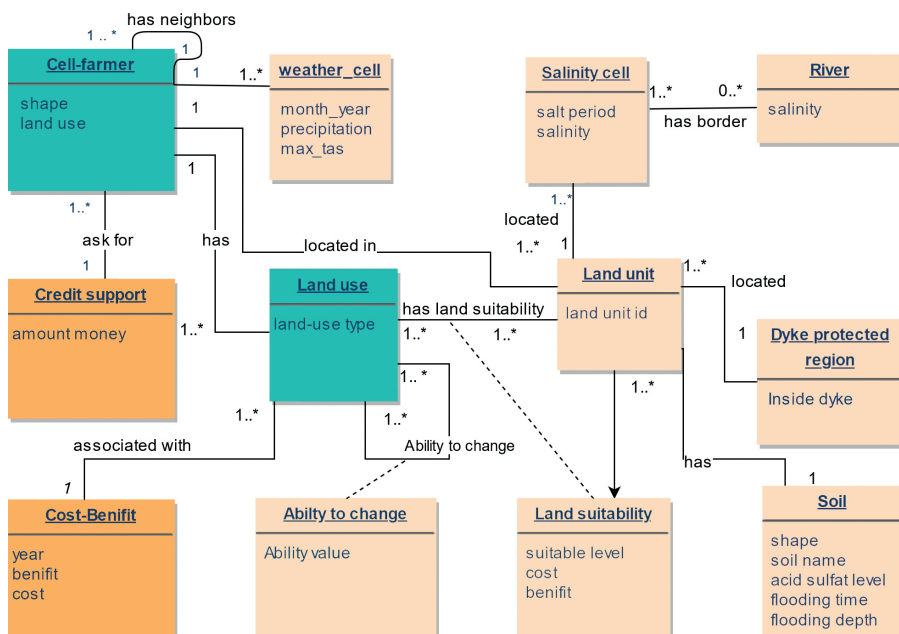 has neighbors
1.. *
1
Cell-farmer
shape
land use
1
1..*
1
1
weather_cell
month_year
precipitation
max_tas
Salinity cell
salt period
salinity
1..*
0..*
has border
River
salinity
1..*
ask for
1
has
located in
located
1..*
1
1..*
located
1
Credit support
amount money
1..*
Land use
land-use type
has land suitability
1..*
1..*
Land unit
land unit id
Dyke protected
region
Inside dyke
1.. *
1..*
1..*
1..*
associated with
1
Ability to change
has
1
Cost-Benifit
year
benifit
cost
Abilty to change
Ability value
Land suitability
suitable level
cost
benifit
Soil
shape
soil name
acid sulfat level
flooding time
flooding depth